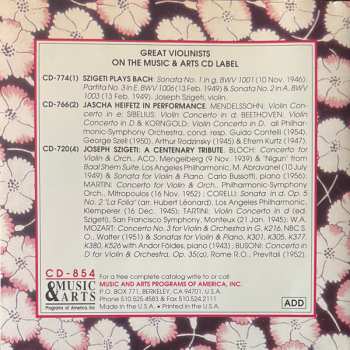 GREAT VIOLINISTS
ON THE MUSIC & ARTS CD LABEL
CD-774(1) SZIGETI PLAYS BACH: Sonata No. 1 in g, BWV 1001 (10 Nov. 1946).
Partita No. 3 in E, BWV 1006 (13 Feb. 1949) & Sonata No. 2 in A, BWV
1003 (13 Feb. 1949). Joseph Szigeti, violin.
CD-766(2) JASCHA HEIFETZ IN PERFORMANCE. MENDELSSOHN: Violin Con-
certo in e; SIBELIUS: Violin Concerto in d; BEETHOVEN: Violin
Concerto in D & KORNGOLD: Violin Concerto in D. all Philhar-
monic-Symphony Orchestra, cond. resp. Guido Cantelli (1954),
George Szell (1950), Arthur Rodzinsky (1945) & Efrem Kurtz (1947).
CD-720(4) JOSEPH SZIGETI: A CENTENARY TRIBUTE. BLOCH: Concerto for
Violin & Orch., ACO, Mengelberg (9 Nov. 1939) & "Nigun" from
Baal Shem Suite, Los Angeles Philharmonic, M. Abravanel (10 July
1949) & Sonata for Violin & Piano, Carlo Bussotti, piano (1956);
MARTIN: Concerto for Violin & Orch., Philharmonic-Symphony
Orch., Mitropoulos (16 Nov. 1952) ; CORELLI: Sonata in d, Op. 5
No. 2 'La Folia' (arr. Hubert Léonard), Los Angeles Philharmonic,
Klemperer (Dec. 16, 1945); TARTINI: Violin Concerto in d (ed.
Szigeti), San Francisco Symphony, Monteux (21 Jan. 1945); W.A.
MOZART: Concerto No. 3 for Violin & Orchestra in G, K216, NBC S.
O., Walter (1951) & Sonatas for Violin & Piano, K301, K305, K377,
K380, K526 with Andor Földes, piano (1943) ; BUSONI: Concerto in
D for Violin & Orchestra, Op. 35(a), Rome R.O., Previtali (1952).
CD-854
MUSIC
& ARTS
Programs of America, Inc.
For a free complete catalog write to or call
MUSIC AND ARTS PROGRAMS OF AMERICA, INC.
P.O. BOX 771, BERKELEY, CA 94701, U.S.A.
Phone 510.525.4583 & Fax 510.524.2111
Made in the U.S.A. • Printed in the U.S.A.
ADD